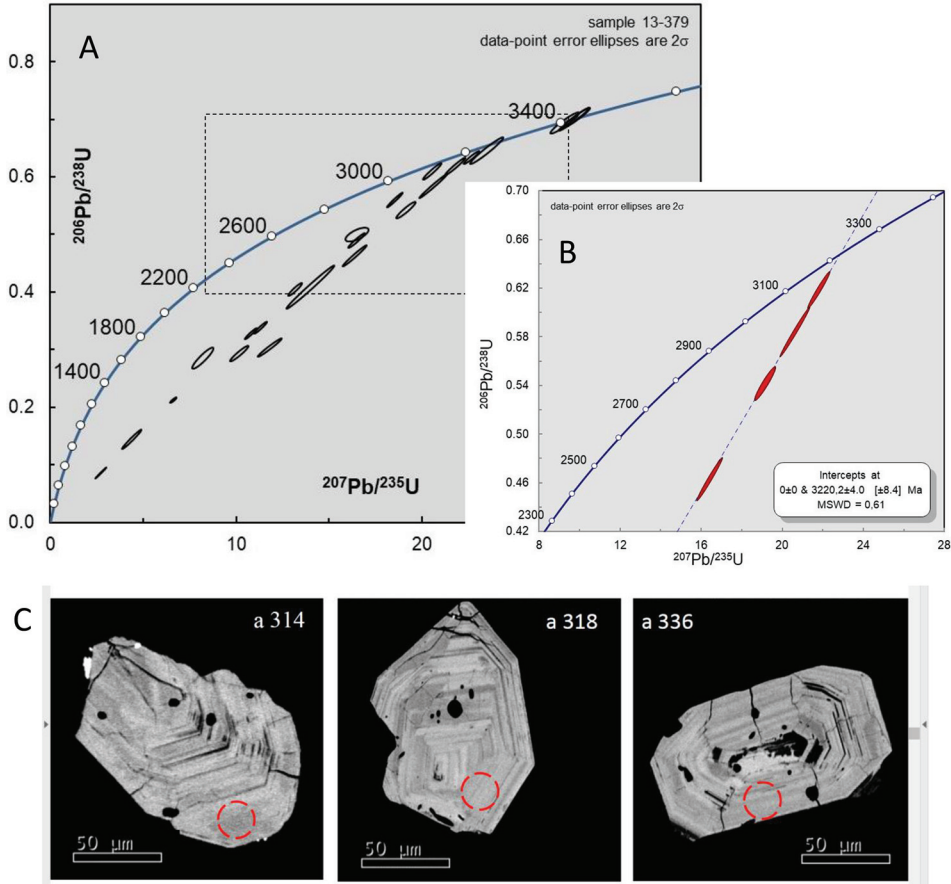 A
sample 13-379
data-point error ellipses are 2σ
0.8
0.6
0.4
0.2
0.0
²⁰⁶Pb/²³⁸U
3400
3000
2600
2200
1800
1400
0
10
20
²⁰⁷Pb/²³⁵U
B
data-point error ellipses are 2σ
0.70
0.66
0.62
0.58
0.54
0.50
0.46
0.42
²⁰⁶Pb/²³⁸U
3300
3100
2900
2700
2500
2300
Intercepts at
0±0 & 3220,2±4.0 [±8.4] Ma
MSWD = 0,61
8
12
16
20
24
28
²⁰⁷Pb/²³⁵U
C
a 314
50 µm
a 318
50 µm
a 336
50 µm